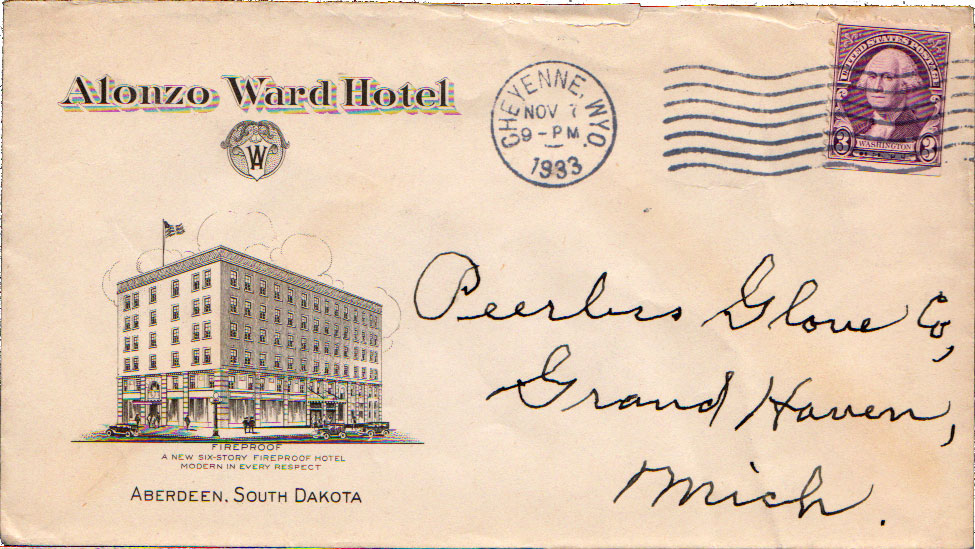 Alonzo Ward Hotel
AW
FIREPROOF
A NEW SIX-STORY FIREPROOF HOTEL
MODERN IN EVERY RESPECT
ABERDEEN, SOUTH DAKOTA
CHEYENNE, WYO.
NOV 7
9-PM
1933
UNITED STATES POSTAGE
3 WASHINGTON 3
Peerless Glove Co,
Grand Haven,
Mich.